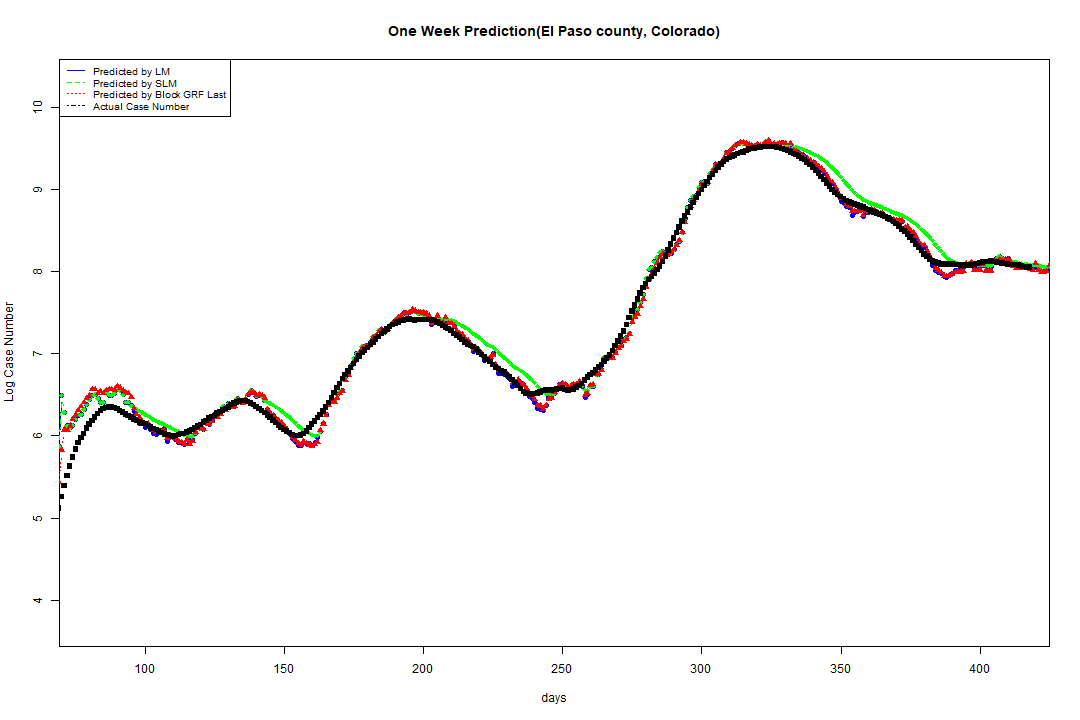 One Week Prediction(El Paso county, Colorado)
Predicted by LM
Predicted by SLM
Predicted by Block GRF Last
Actual Case Number
10
9
8
7
6
5
4
Log Case Number
100 150 200 250 300 350 400
days